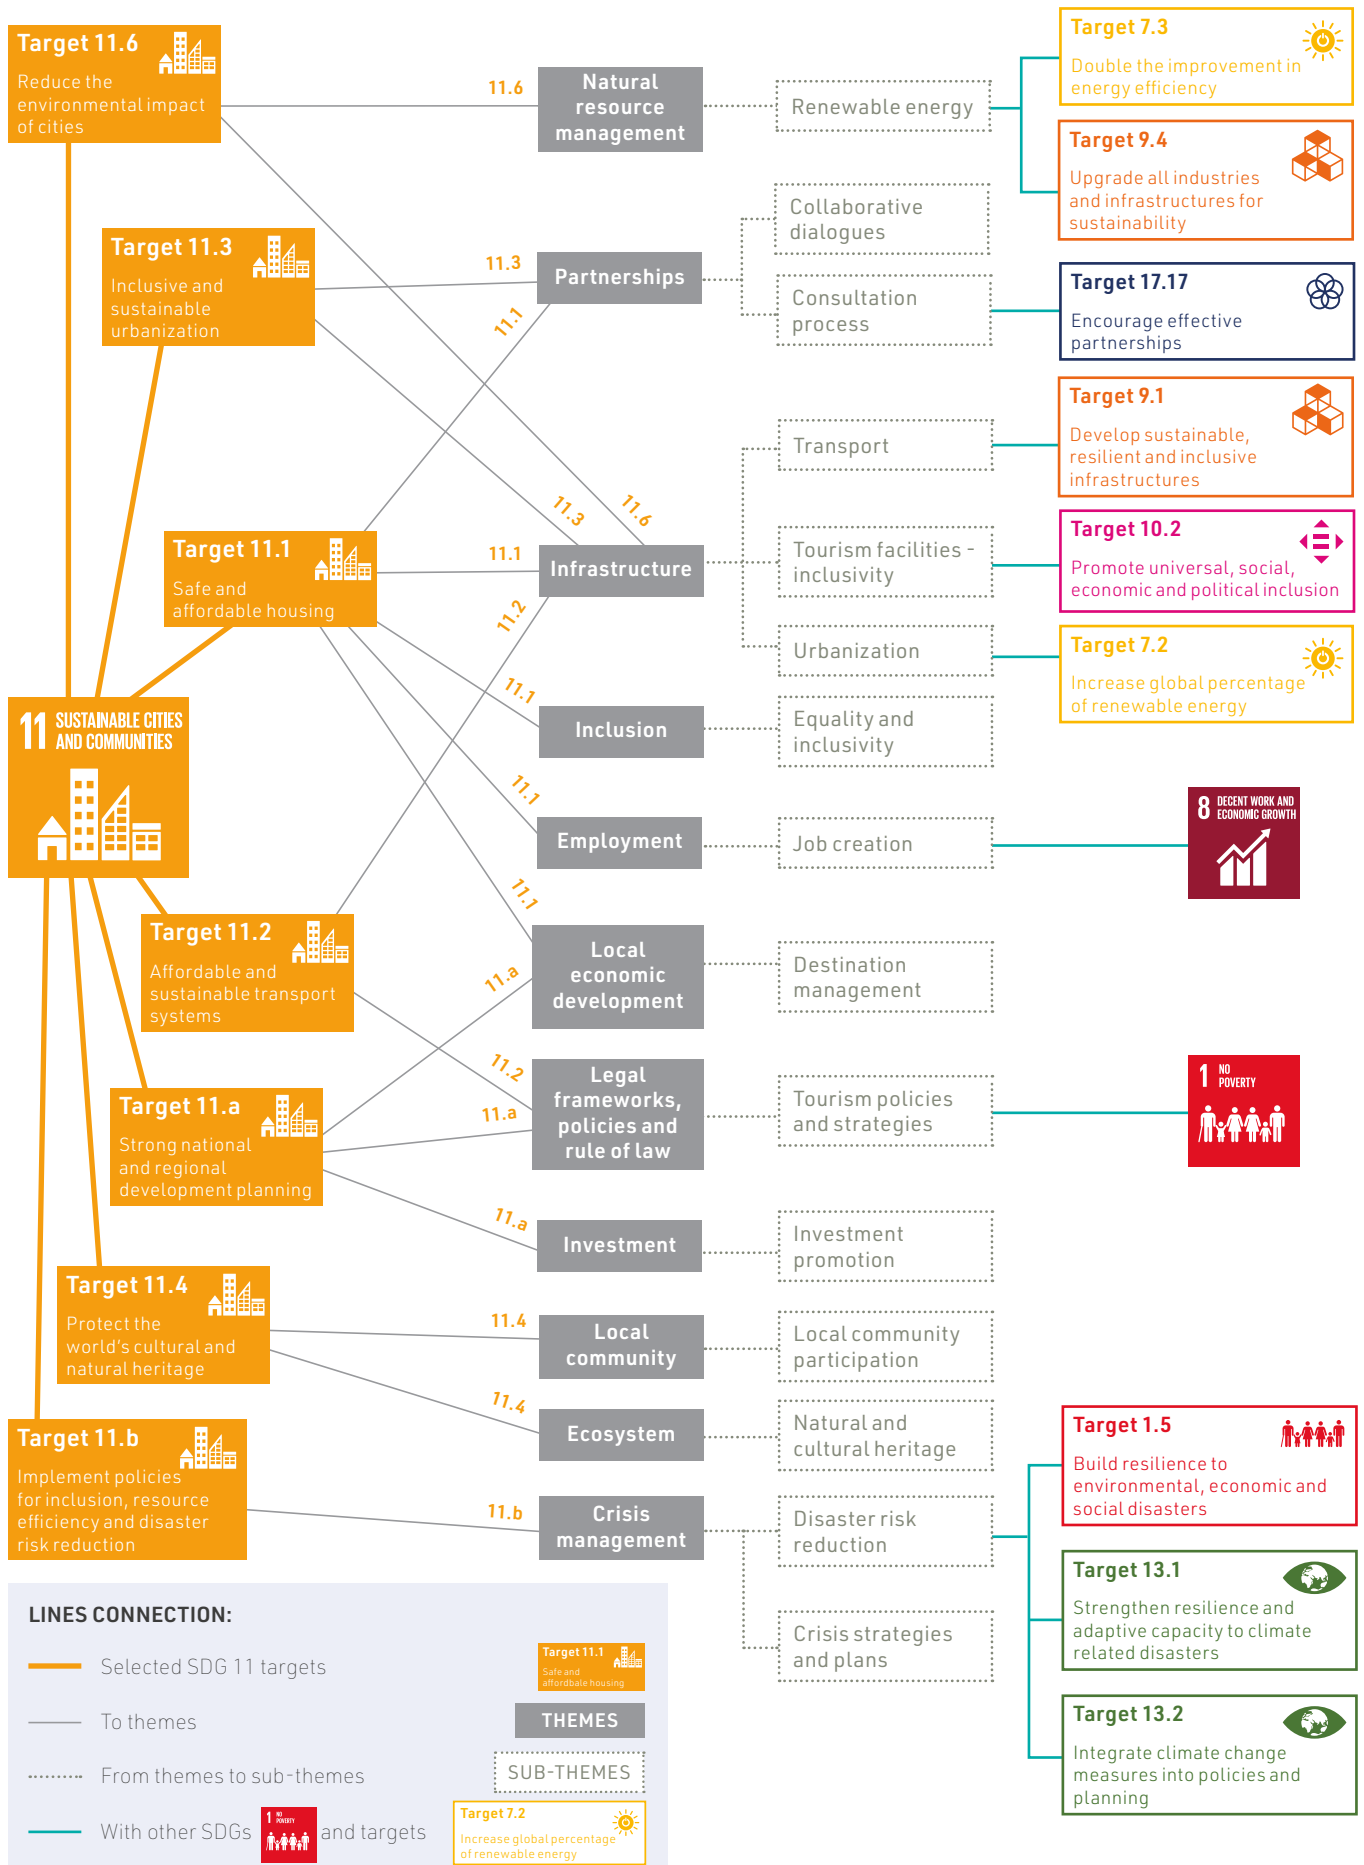 Target 11.6
Reduce the
environmental impact
of cities
11.6
Natural
resource
management
Renewable energy
Target 7.3
Double the improvement in
energy efficiency
Target 9.4
Upgrade all industries
and infrastructures for
sustainability
Target 11.3
Inclusive and
sustainable
urbanization
11.3
11.1
Partnerships
Collaborative
dialogues
Consultation
process
Target 17.17
Encourage effective
partnerships
Target 9.1
Develop sustainable,
resilient and inclusive
infrastructures
Transport
11.3
11.6
Target 11.1
Safe and
affordable housing
11.1
11.2
Infrastructure
Tourism facilities -
inclusivity
Target 10.2
Promote universal, social,
economic and political inclusion
Urbanization
Target 7.2
Increase global percentage
of renewable energy
11 SUSTAINABLE CITIES
AND COMMUNITIES
11.1
Inclusion
Equality and
inclusivity
11.1
Employment
Job creation
8 DECENT WORK AND
ECONOMIC GROWTH
11.1
Target 11.2
Affordable and
sustainable transport
systems
11.a
Local
economic
development
Destination
management
11.2
Target 11.a
Strong national
and regional
development planning
11.a
Legal
frameworks,
policies and
rule of law
Tourism policies
and strategies
1 NO
POVERTY
11.a
Investment
Investment
promotion
Target 11.4
Protect the
world's cultural and
natural heritage
11.4
Local
community
Local community
participation
11.4
Ecosystem
Natural and
cultural heritage
Target 11.b
Implement policies
for inclusion, resource
efficiency and disaster
risk reduction
11.b
Crisis
management
Disaster risk
reduction
Crisis strategies
and plans
Target 1.5
Build resilience to
environmental, economic and
social disasters
Target 13.1
Strengthen resilience and
adaptive capacity to climate
related disasters
Target 13.2
Integrate climate change
measures into policies and
planning
LINES CONNECTION:
Selected SDG 11 targets
Target 11.1
Safe and
affordbale housing
To themes
THEMES
From themes to sub-themes
SUB-THEMES
With other SDGs
1 NO
POVERTY
and targets
Target 7.2
Increase global percentage
of renewable energy